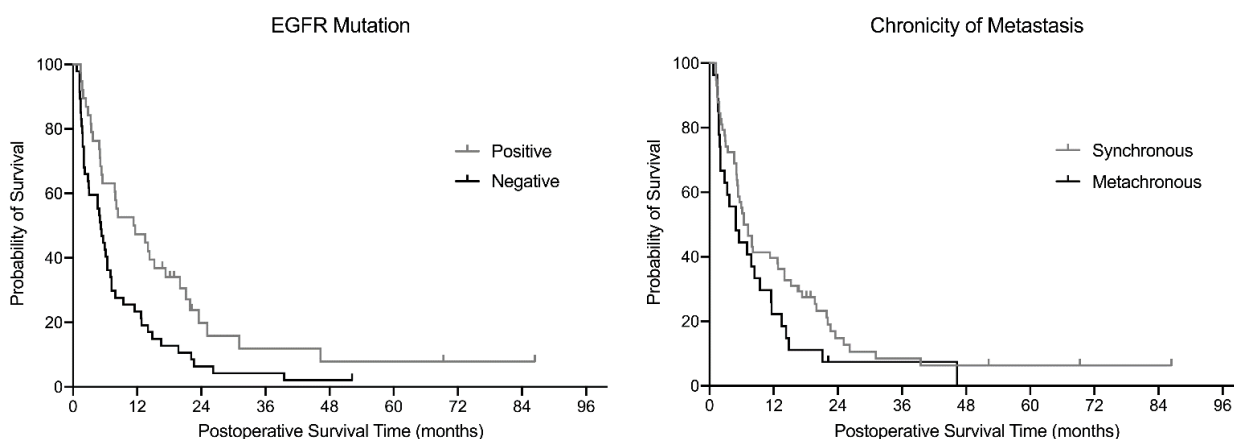 EGFR Mutation
Probability of Survival
100
80
60
40
20
0
Positive
Negative
0 12 24 36 48 60 72 84 96
Postoperative Survival Time (months)
Chronicity of Metastasis
Probability of Survival
100
80
60
40
20
0
Synchronous
Metachronous
0 12 24 36 48 60 72 84 96
Postoperative Survival Time (months)